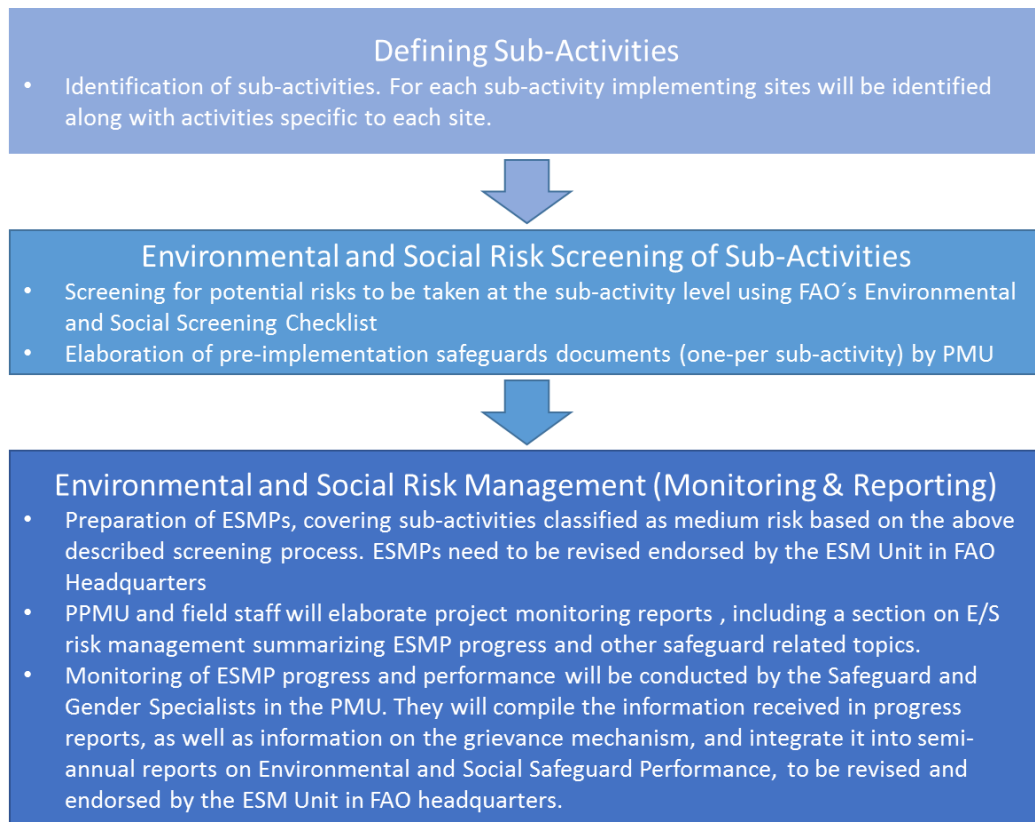 Defining Sub-Activities
• Identification of sub-activities. For each sub-activity implementing sites will be identified
along with activities specific to each site.
Environmental and Social Risk Screening of Sub-Activities
• Screening for potential risks to be taken at the sub-activity level using FAO´s Environmental
and Social Screening Checklist
• Elaboration of pre-implementation safeguards documents (one-per sub-activity) by PMU
Environmental and Social Risk Management (Monitoring & Reporting)
• Preparation of ESMPs, covering sub-activities classified as medium risk based on the above
described screening process. ESMPs need to be revised endorsed by the ESM Unit in FAO
Headquarters
• PPMU and field staff will elaborate project monitoring reports , including a section on E/S
risk management summarizing ESMP progress and other safeguard related topics.
• Monitoring of ESMP progress and performance will be conducted by the Safeguard and
Gender Specialists in the PMU. They will compile the information received in progress
reports, as well as information on the grievance mechanism, and integrate it into semi-
annual reports on Environmental and Social Safeguard Performance, to be revised and
endorsed by the ESM Unit in FAO headquarters.